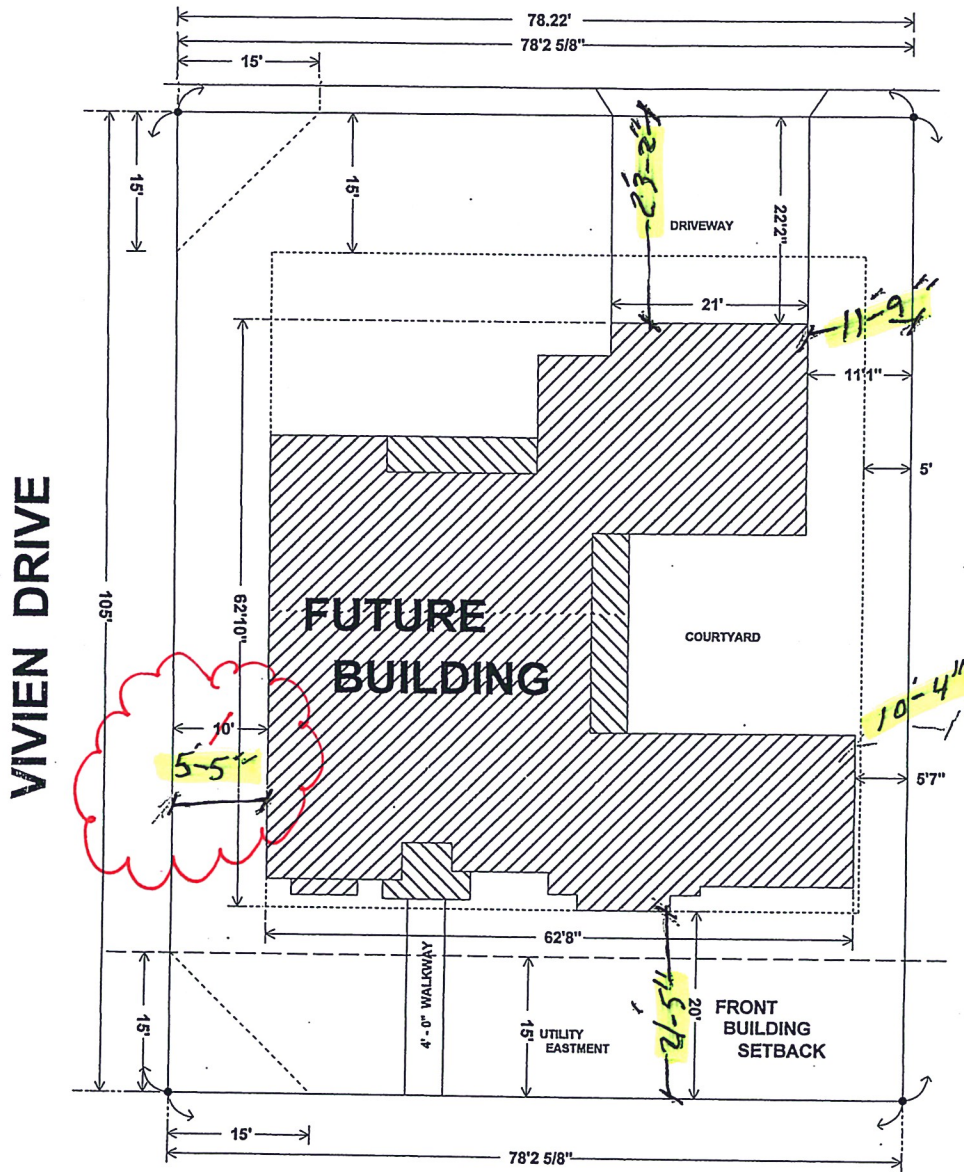 78.22'
78'2 5/8"
15'
15'
15'
23'-2"
22'2"
DRIVEWAY
21'
11'-9"
11'1"
5'
VIVIEN DRIVE
105'
62'10"
FUTURE
BUILDING
COURTYARD
10'-4"
10'
5'-5"
5'7"
62'8"
4' - 0" WALKWAY
15'
15'
UTILITY
EASTMENT
21'-5"
20'
FRONT
BUILDING
SETBACK
15'
78'2 5/8"